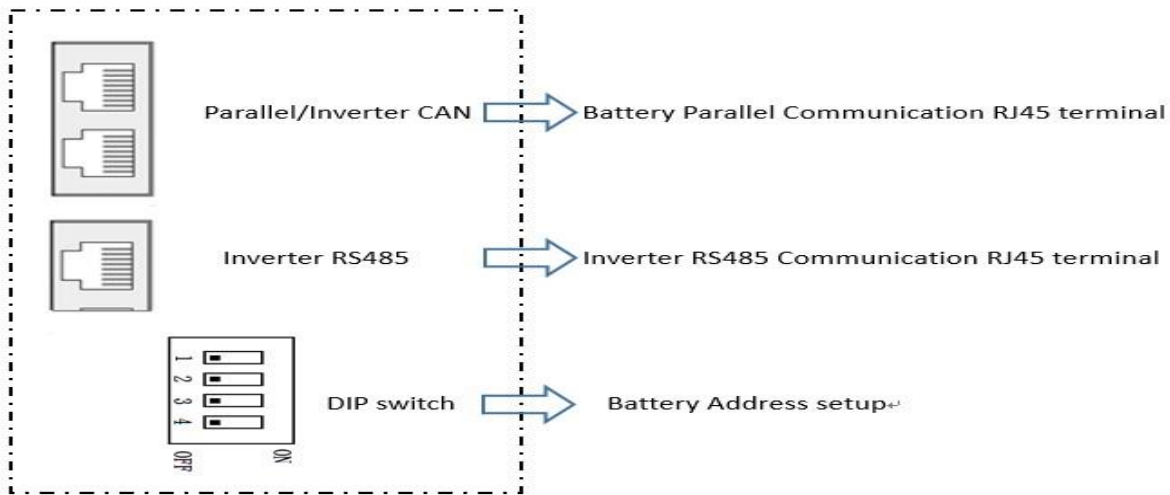 Parallel/Inverter CAN
Battery Parallel Communication RJ45 terminal
Inverter RS485
Inverter RS485 Communication RJ45 terminal
1
2
3
4
DIP switch
Battery Address setup↵
OFF
ON